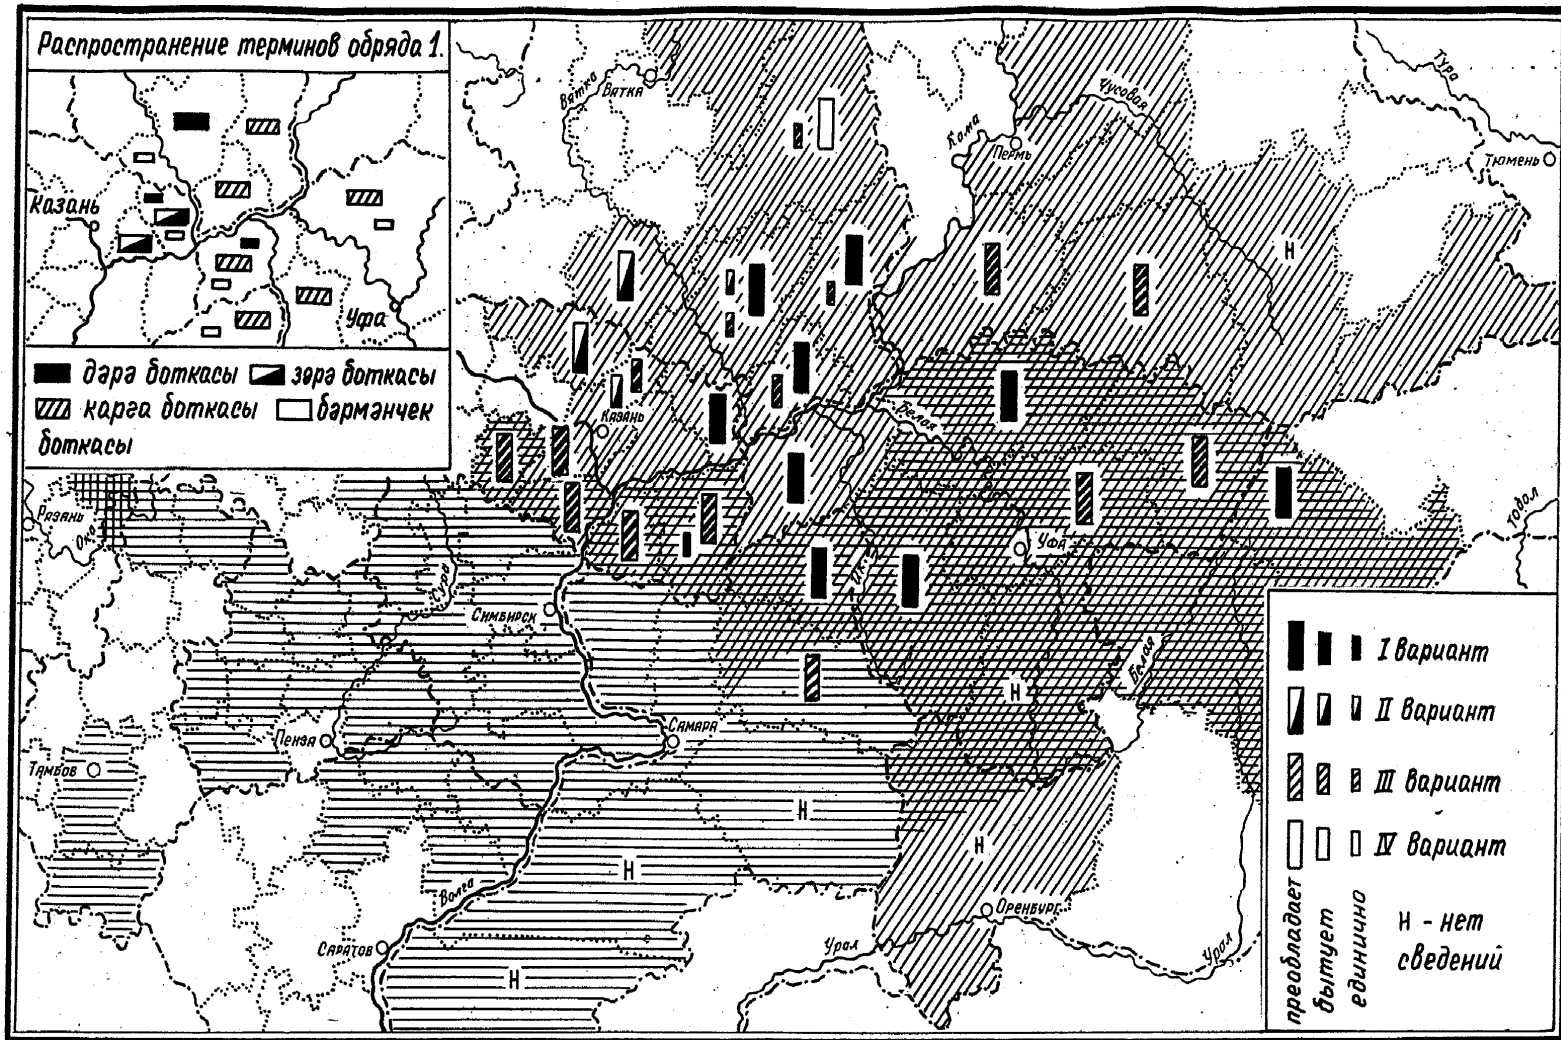 Распространение терминов обряда 1.
Казань
Уфа
дәрә боткасы
зәрә боткасы
карга боткасы
бәрмәнчек
боткасы
Вятка
Вятка
Кама
Пермь
Чусовая
Тура
Тюмень
Н
Казань
Белая
Рязань
Ока
Сура
Симбирск
Ик
Уфа
Тобол
Белая
Н
Пенза
Самара
Тамбов
Н
Н
Н
Волга
Саратов
Н
Урал
Оренбург
Урал
I вариант
II вариант
III вариант
IV вариант
преобладает
бытует
единично
Н - нет
сведений